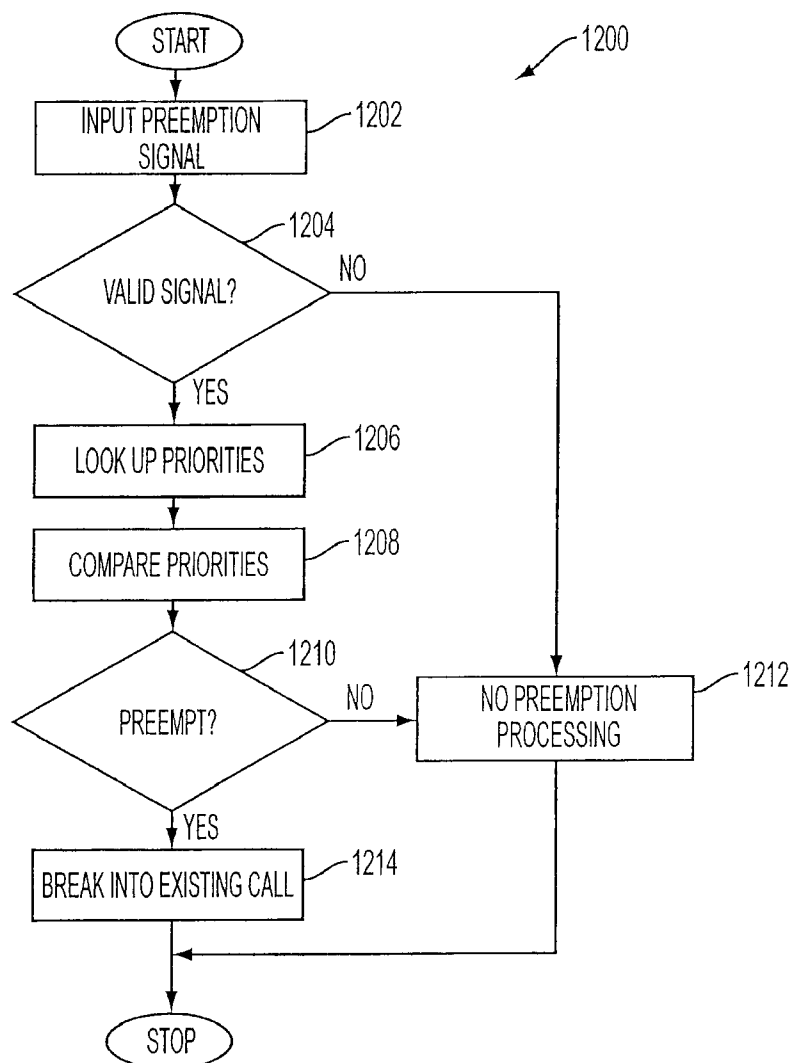 START
1200
INPUT PREEMPTION
SIGNAL
1202
1204
VALID SIGNAL?
NO
YES
LOOK UP PRIORITIES
1206
COMPARE PRIORITIES
1208
1210
PREEMPT?
NO
NO PREEMPTION
PROCESSING
1212
YES
BREAK INTO EXISTING CALL
1214
STOP